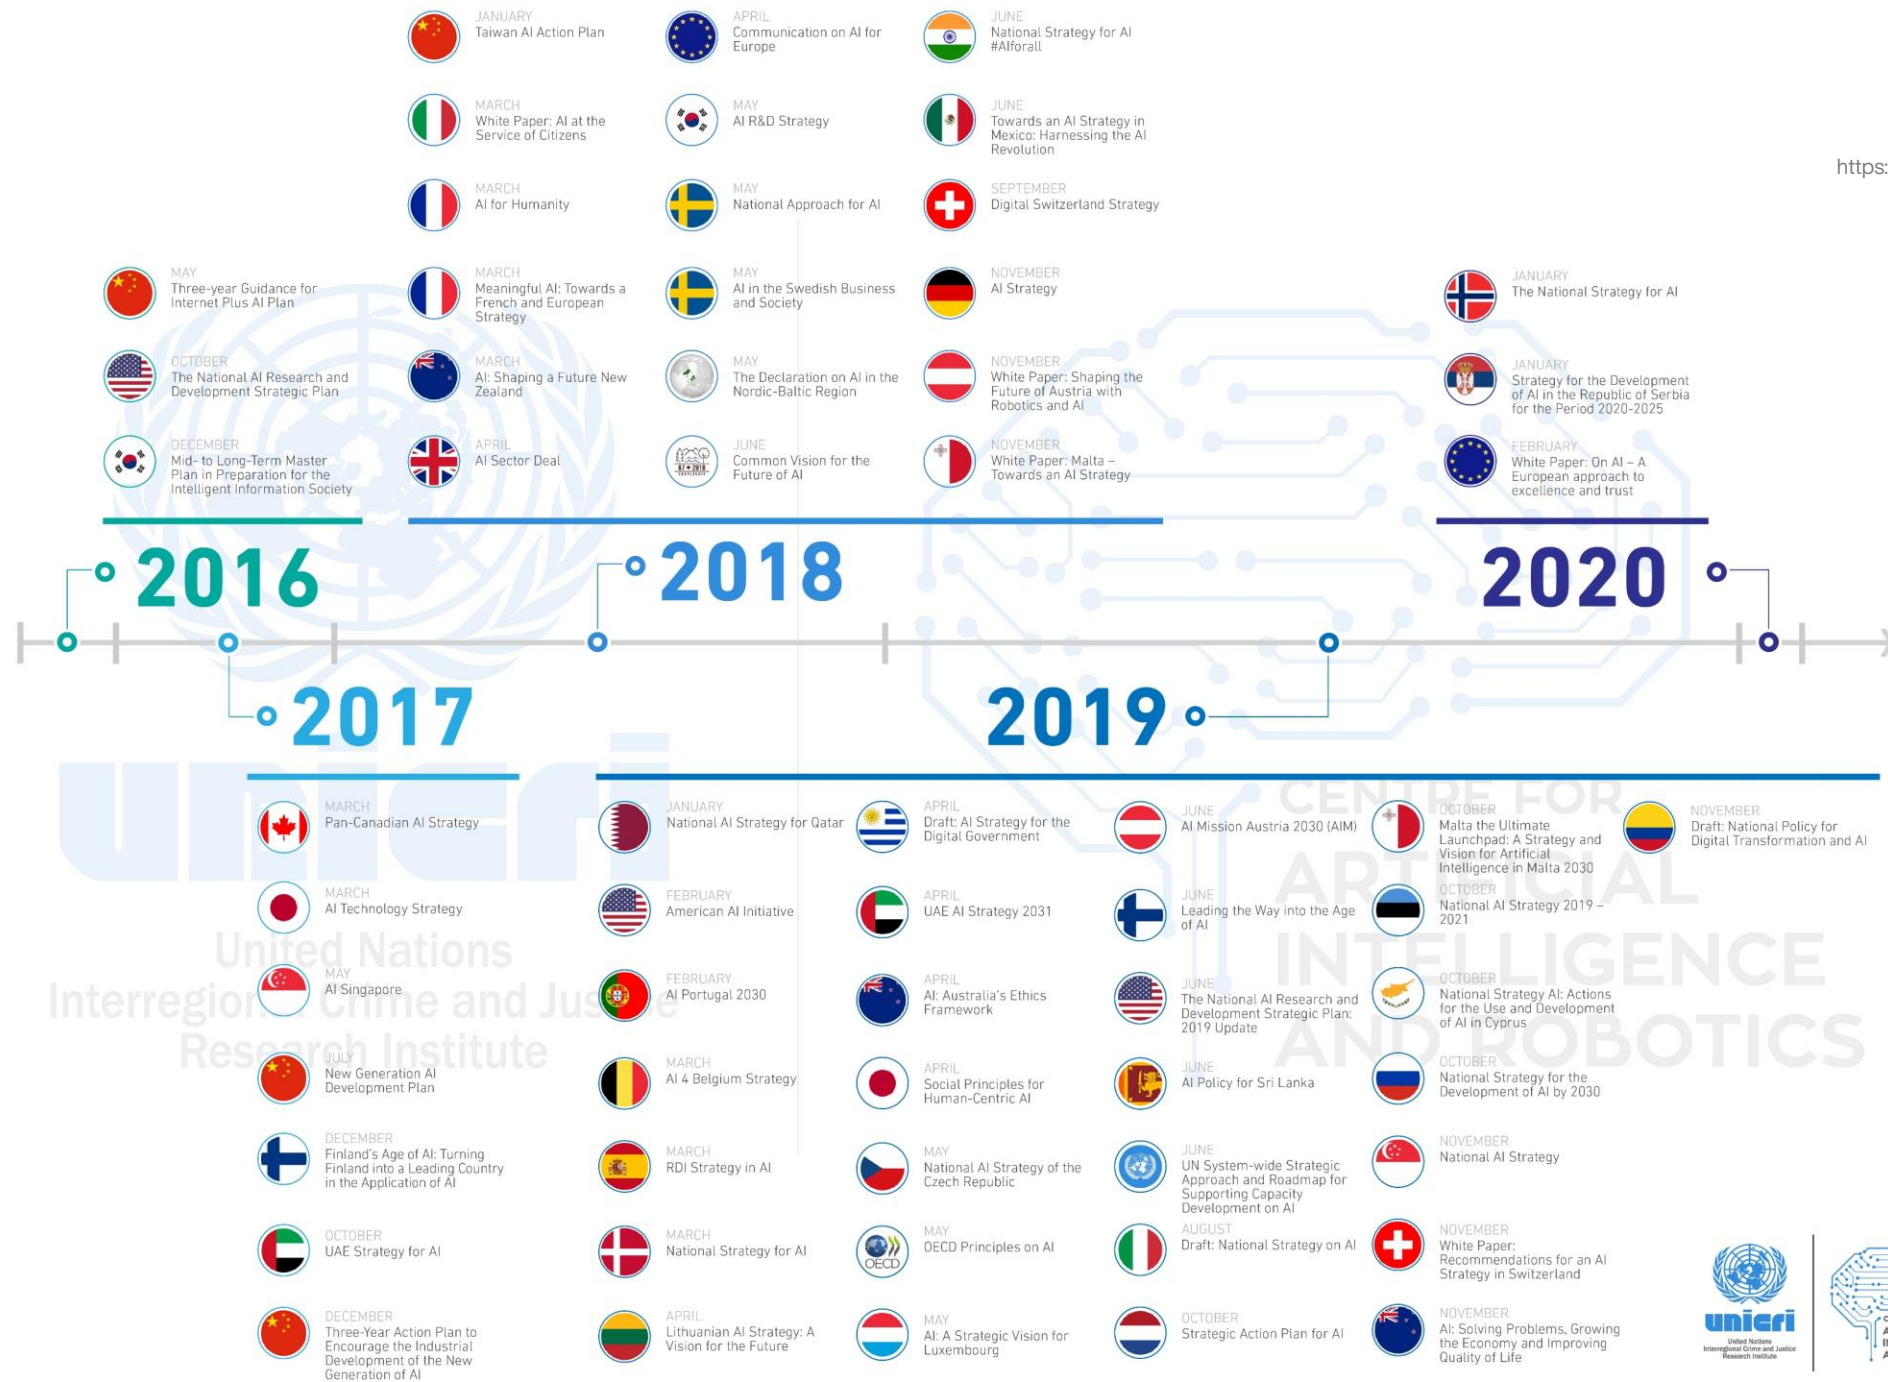 JANUARY
Taiwan AI Action Plan
MARCH
White Paper: AI at the
Service of Citizens
MARCH
AI for Humanity
MARCH
Meaningful AI: Towards a
French and European
Strategy
MARCH
AI: Shaping a Future New
Zealand
APRIL
AI Sector Deal
APRIL
Communication on AI for
Europe
MAY
AI R&D Strategy
MAY
National Approach for AI
MAY
AI in the Swedish Business
and Society
MAY
The Declaration on AI in the
Nordic-Baltic Region
JUNE
Common Vision for the
Future of AI
JUNE
National Strategy for AI
#AIforall
JUNE
Towards an AI Strategy in
Mexico: Harnessing the AI
Revolution
SEPTEMBER
Digital Switzerland Strategy
NOVEMBER
AI Strategy
NOVEMBER
White Paper: Shaping the
Future of Austria with
Robotics and AI
NOVEMBER
White Paper: Malta –
Towards an AI Strategy
https:
MAY
Three-year Guidance for
Internet Plus AI Plan
OCTOBER
The National AI Research and
Development Strategic Plan
DECEMBER
Mid- to Long-Term Master
Plan in Preparation for the
Intelligent Information Society
JANUARY
The National Strategy for AI
JANUARY
Strategy for the Development
of AI in the Republic of Serbia
for the Period 2020-2025
FEBRUARY
White Paper: On AI – A
European approach to
excellence and trust
2016
2018
2020
2017
2019
unicri
United Nations
Interregional Crime and Justice
Research Institute
CENTRE FOR
ARTIFICIAL
INTELLIGENCE
AND ROBOTICS
MARCH
Pan-Canadian AI Strategy
MARCH
AI Technology Strategy
MAY
AI Singapore
JULY
New Generation AI
Development Plan
DECEMBER
Finland's Age of AI: Turning
Finland into a Leading Country
in the Application of AI
OCTOBER
UAE Strategy for AI
DECEMBER
Three-Year Action Plan to
Encourage the Industrial
Development of the New
Generation of AI
JANUARY
National AI Strategy for Qatar
FEBRUARY
American AI Initiative
FEBRUARY
AI Portugal 2030
MARCH
AI 4 Belgium Strategy
MARCH
RDI Strategy in AI
MARCH
National Strategy for AI
APRIL
Lithuanian AI Strategy: A
Vision for the Future
APRIL
Draft: AI Strategy for the
Digital Government
APRIL
UAE AI Strategy 2031
APRIL
AI: Australia's Ethics
Framework
APRIL
Social Principles for
Human-Centric AI
MAY
National AI Strategy of the
Czech Republic
OECD
MAY
OECD Principles on AI
MAY
AI: A Strategic Vision for
Luxembourg
JUNE
AI Mission Austria 2030 (AIM)
JUNE
Leading the Way into the Age
of AI
JUNE
The National AI Research and
Development Strategic Plan:
2019 Update
JUNE
AI Policy for Sri Lanka
JUNE
UN System-wide Strategic
Approach and Roadmap for
Supporting Capacity
Development on AI
AUGUST
Draft: National Strategy on AI
OCTOBER
Strategic Action Plan for AI
OCTOBER
Malta the Ultimate
Launchpad: A Strategy and
Vision for Artificial
Intelligence in Malta 2030
OCTOBER
National AI Strategy 2019 –
2021
OCTOBER
National Strategy AI: Actions
for the Use and Development
of AI in Cyprus
OCTOBER
National Strategy for the
Development of AI by 2030
NOVEMBER
National AI Strategy
NOVEMBER
White Paper:
Recommendations for an AI
Strategy in Switzerland
NOVEMBER
AI: Solving Problems, Growing
the Economy and Improving
Quality of Life
NOVEMBER
Draft: National Policy for
Digital Transformation and AI
unicri
United Nations
Interregional Crime and Justice
Research Institute